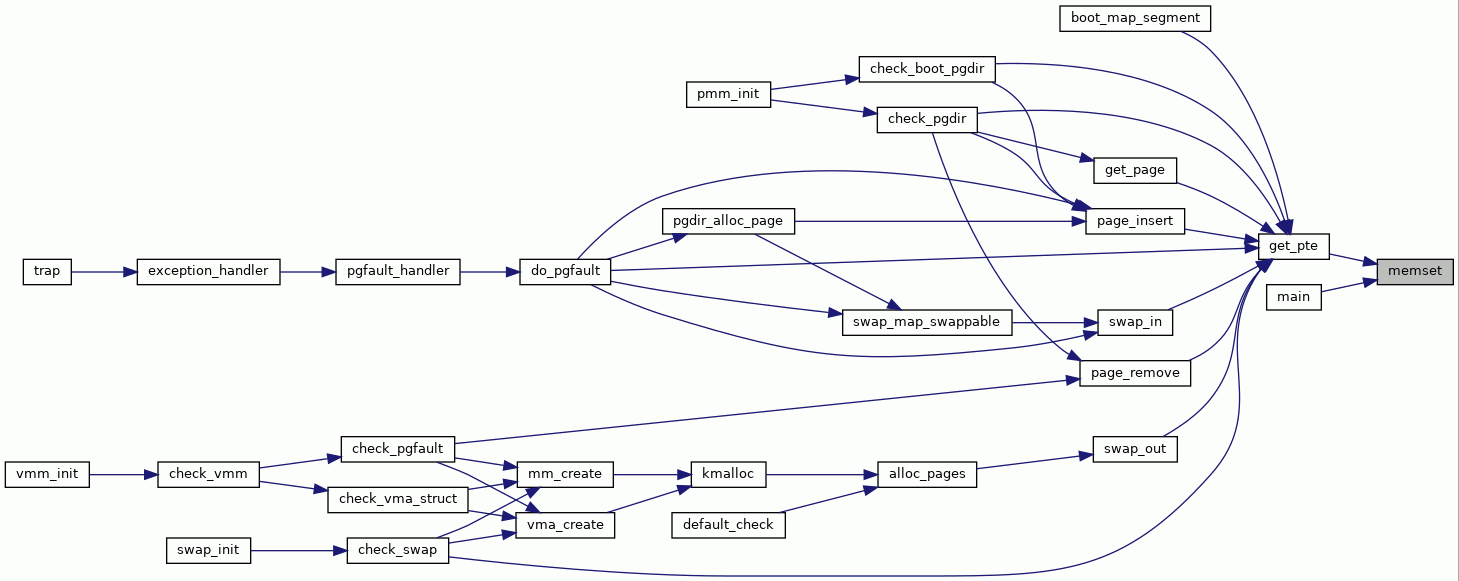 boot_map_segment
check_boot_pgdir
pmm_init
check_pgdir
get_page
pgdir_alloc_page
page_insert
get_pte
trap
exception_handler
pgfault_handler
do_pgfault
memset
main
swap_map_swappable
swap_in
page_remove
check_pgfault
swap_out
vmm_init
check_vmm
mm_create
kmalloc
alloc_pages
check_vma_struct
vma_create
default_check
swap_init
check_swap